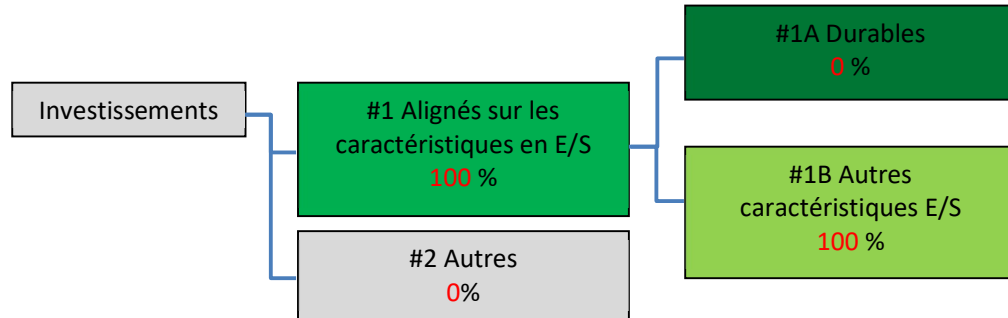 Investissements
#1 Alignés sur les
caractéristiques en E/S
100 %
#2 Autres
0%
#1A Durables
0 %
#1B Autres
caractéristiques E/S
100 %